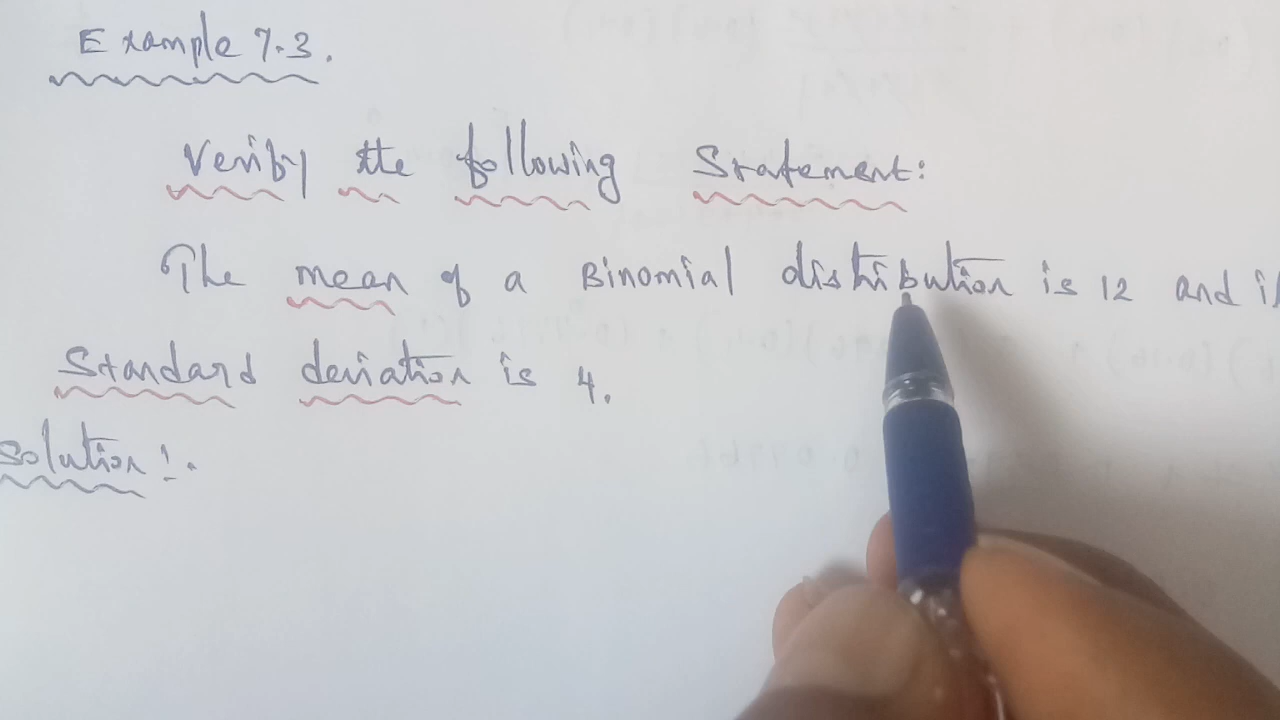 Example 7.3.
Verify the following Statement:
The mean of a Binomial distribution is 12 and
Standard deviation is 4.
Solution:.